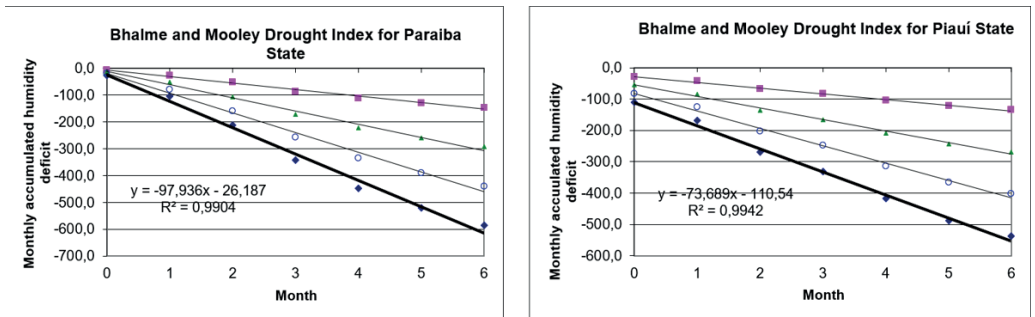 Bhalme and Mooley Drought Index for Paraiba
State
0,0
-100,0
-200,0
-300,0
-400,0
-500,0
-600,0
-700,0
Monthly accumulated humidity
deficit
y = -97,936x - 26,187
R² = 0,9904
0 1 2 3 4 5 6
Month
Bhalme and Mooley Drought Index for Piauí State
0,0
-100,0
-200,0
-300,0
-400,0
-500,0
-600,0
Monthly accuulated humidity
deficit
y = -73,689x - 110,54
R² = 0,9942
0 1 2 3 4 5 6
Month